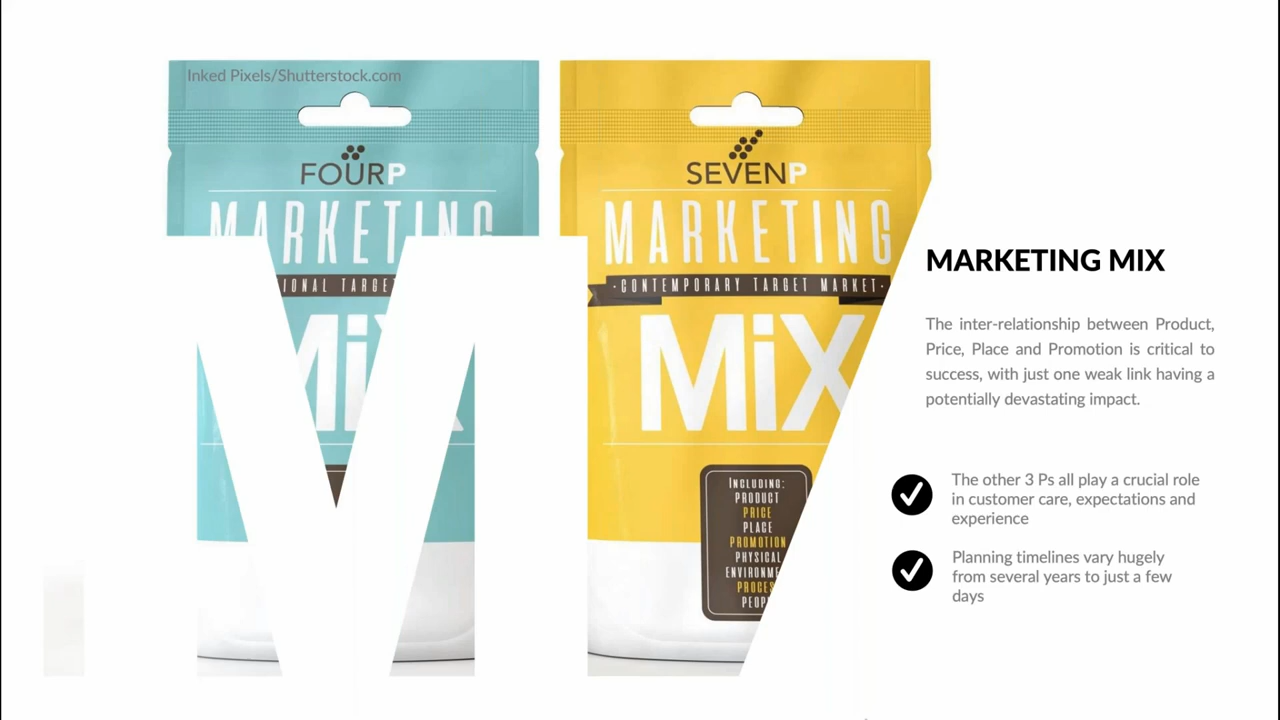 Inked Pixels/Shutterstock.com
FOURP
MARKETING
MiX
SEVENP
MARKETING
·CONTEMPORARY TARGET MARKET·
MiX
INCLUDING:
PRODUCT
PRICE
PLACE
PROMOTION
PHYSICAL
MARKETING MIX
The inter-relationship between Product,
Price, Place and Promotion is critical to
success, with just one weak link having a
potentially devastating impact.
The other 3 Ps all play a crucial role
in customer care, expectations and
experience
Planning timelines vary hugely
from several years to just a few
days